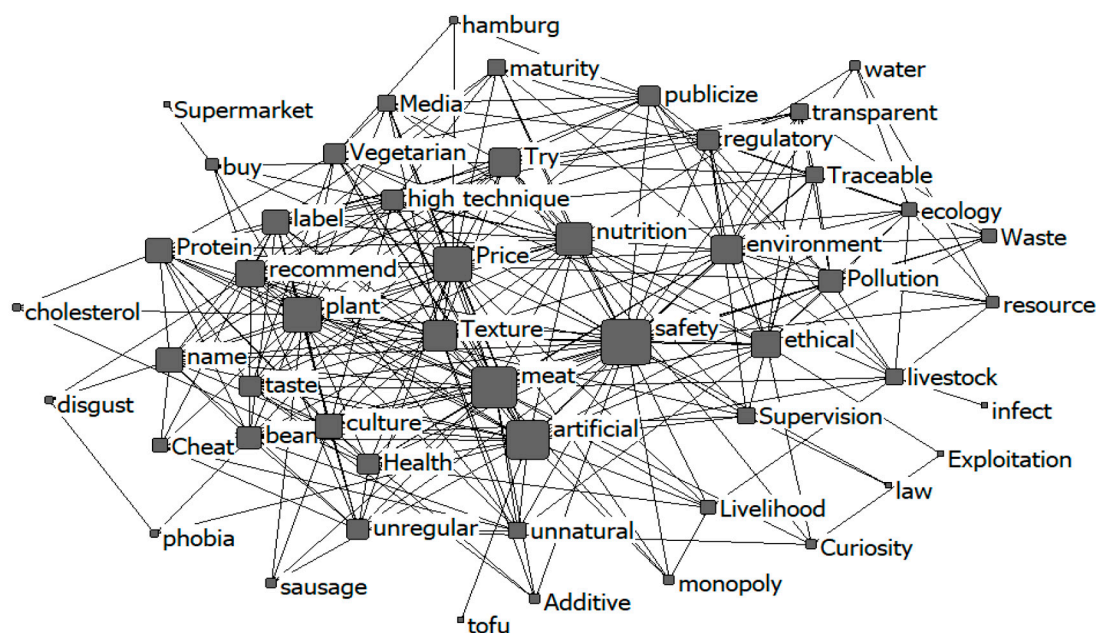 hamburg
maturity
water
Media
publicize
Supermarket
transparent
Vegetarian
Try
regulatory
buy
Traceable
high technique
label
ecology
nutrition
Waste
Protein
environment
recommend
Price
Pollution
plant
resource
cholesterol
Texture
safety
ethical
name
meat
livestock
taste
disgust
infect
Supervision
culture
artificial
bean
Cheat
Health
Exploitation
law
Livelihood
unregular
unnatural
phobia
Curiosity
sausage
monopoly
Additive
tofu